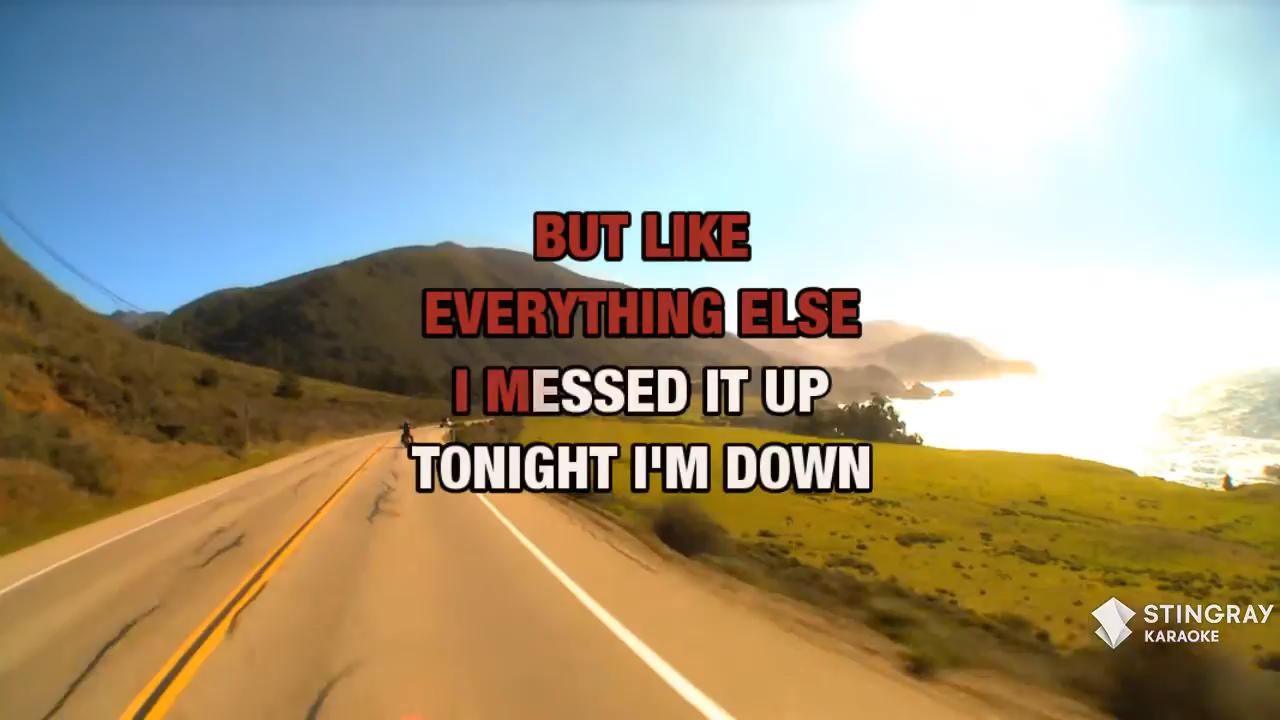 BUT LIKE
EVERYTHING ELSE
I MESSED IT UP
TONIGHT I'M DOWN
STINGRAY
KARAOKE